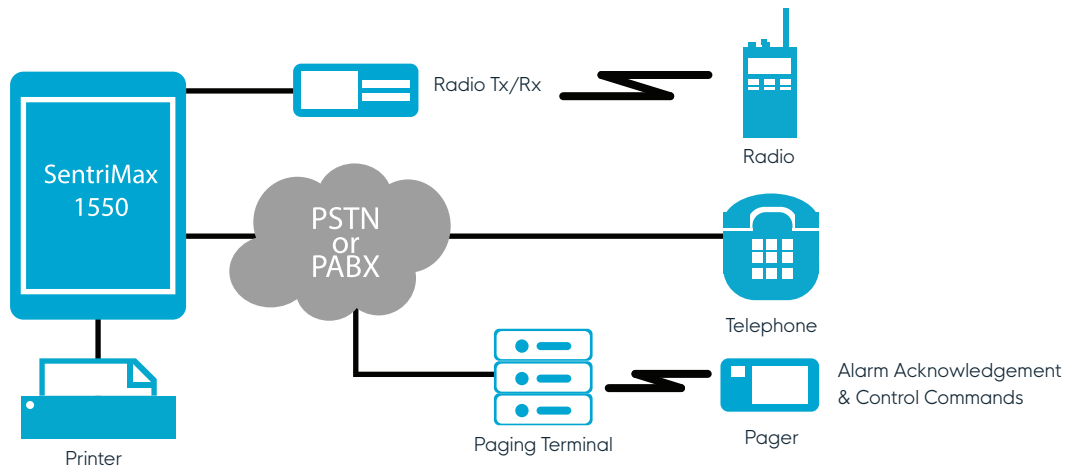 Radio Tx/Rx
Radio
SentriMax
1550
PSTN
or
PABX
Telephone
Alarm Acknowledgement
& Control Commands
Paging Terminal
Pager
Printer